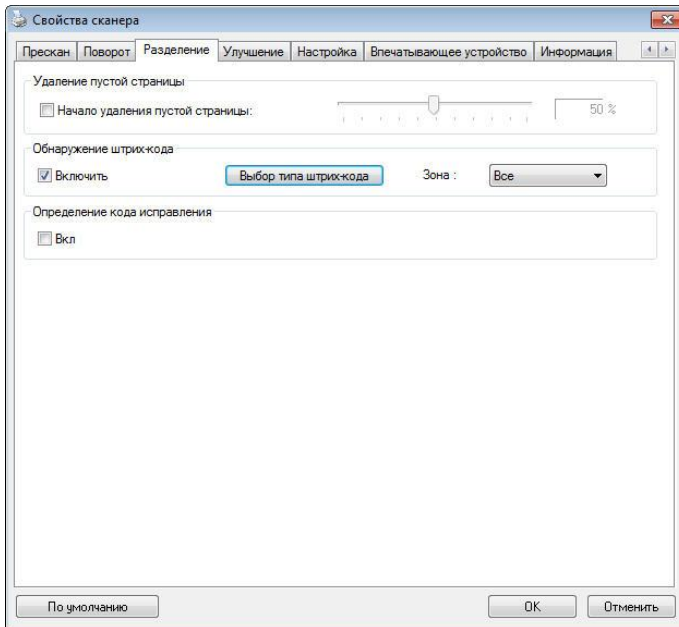 Свойства сканера
Прескан Поворот Разделение Улучшение Настройка Впечатывающее устройство Информация
Удаление пустой страницы
Начало удаления пустой страницы: 50 %
Обнаружение штрих-кода
Включить Выбор типа штрих-кода Зона : Все
Определение кода исправления
Вкл
По умолчанию OK Отменить